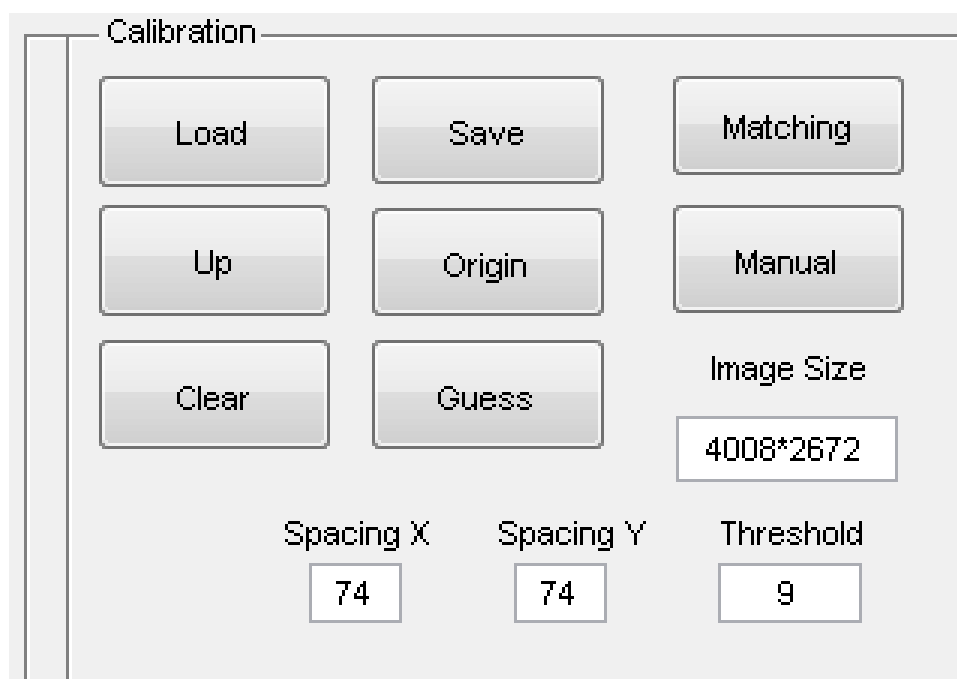 Calibration
Load Save Matching
Up Origin Manual
Clear Guess Image Size
4008*2672
Spacing X Spacing Y Threshold
74 74 9